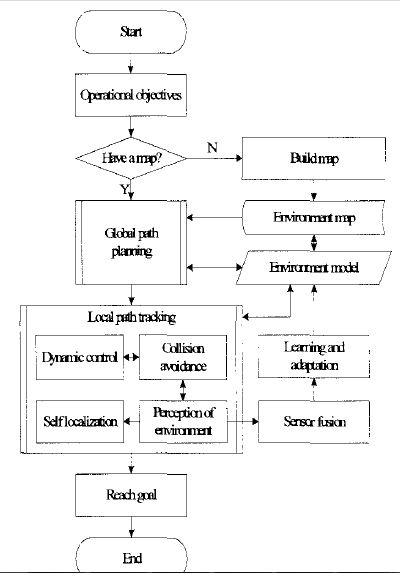 Start
Operational objectives
Have a map?
N
Build map
Y
Global path
planning
Environment map
Environment model
Local path tracking
Dynamic control
Collision
avoidance
Learning and
adaptation
Self localization
Perception of
environment
Sensor fusion
Reach goal
End